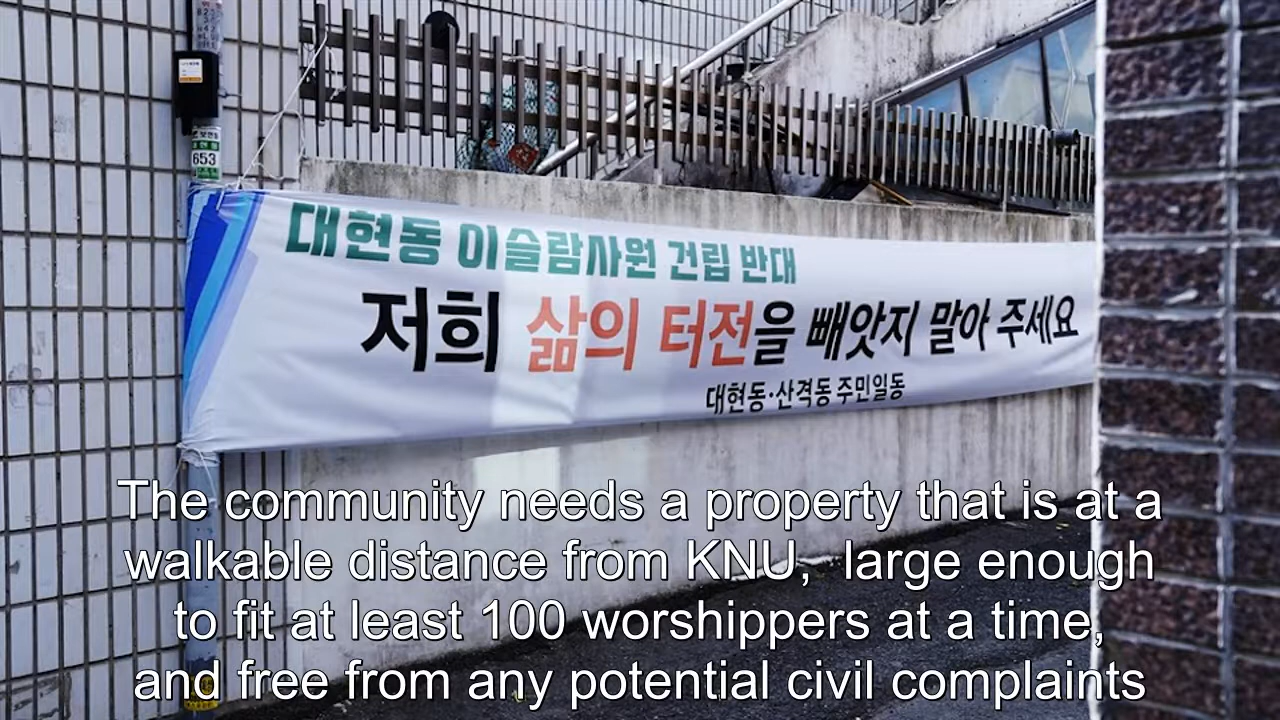 653
대현동 이슬람사원 건립 반대
저희 삶의 터전을 빼앗지 말아 주세요
대현동·산격동 주민일동
The community needs a property that is at a
walkable distance from KNU, large enough
to fit at least 100 worshippers at a time,
and free from any potential civil complaints